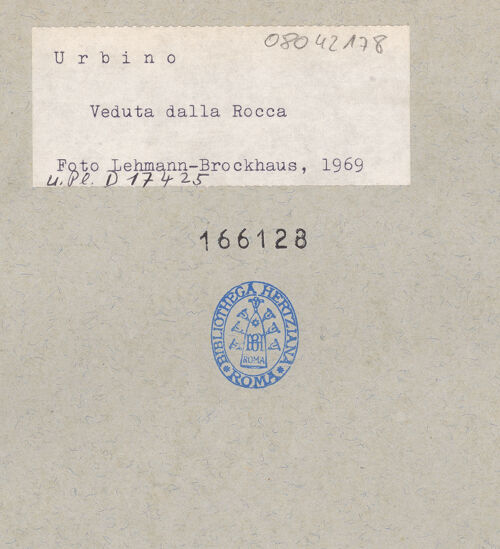 08042178
Urbino
Veduta dalla Rocca
Foto Lehmann-Brockhaus, 1969
u. Pl. D 17425
166128
BIBLIOTHECA HERTZIANA
BH
ROMA
* ROMA *